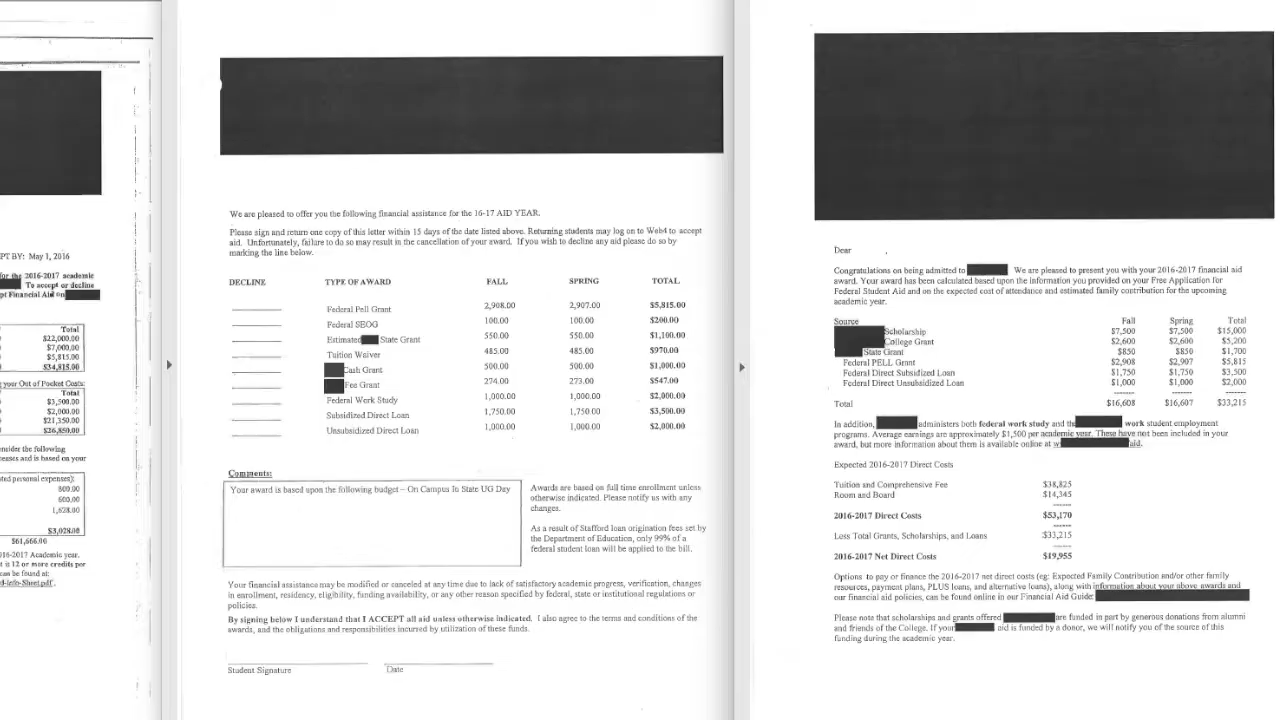 PT BY: May 1, 2016
for the 2016-2017 academic
To accept or decline
pt Financial Aid on
Total
$22,000.00
$7,000.00
$5,815.00
$34,815.00
your Out of Pocket Costs:
Total
$3,500.00
$2,000.00
$21,350.00
$26,850.00
nsider the following
enses and is based on your
ted personal expenses):
800.00
600.00
1,628.00
$3,028.00
$61,666.00
016-2017 Academic year.
t is 12 or more credits per
can be found at:
d-Info-Sheet.pdf.
We are pleased to offer you the following financial assistance for the 16-17 AID YEAR.
Please sign and return one copy of this letter within 15 days of the date listed above. Returning students may log on to Web4 to accept
aid. Unfortunately, failure to do so may result in the cancellation of your award. If you wish to decline any aid please do so by
marking the line below.
DECLINE TYPE OF AWARD FALL SPRING TOTAL
Federal Pell Grant 2,908.00 2,907.00 $5,815.00
Federal SEOG 100.00 100.00 $200.00
Estimated State Grant 550.00 550.00 $1,100.00
Tuition Waiver 485.00 485.00 $970.00
Cash Grant 500.00 500.00 $1,000.00
Fee Grant 274.00 273.00 $547.00
Federal Work Study 1,000.00 1,000.00 $2,000.00
Subsidized Direct Loan 1,750.00 1,750.00 $3,500.00
Unsubsidized Direct Loan 1,000.00 1,000.00 $2,000.00
Comments:
Your award is based upon the following budget – On Campus In State UG Day
Awards are based on full time enrollment unless
otherwise indicated. Please notify us with any
changes.
As a result of Stafford loan origination fees set by
the Department of Education, only 99% of a
federal student loan will be applied to the bill.
Your financial assistance may be modified or canceled at any time due to lack of satisfactory academic progress, verification, changes
in enrollment, residency, eligibility, funding availability, or any other reason specified by federal, state or institutional regulations or
policies.
By signing below I understand that I ACCEPT all aid unless otherwise indicated. I also agree to the terms and conditions of the
awards, and the obligations and responsibilities incurred by utilization of these funds.
Student Signature Date
Dear ,
Congratulations on being admitted to We are pleased to present you with your 2016-2017 financial aid
award. Your award has been calculated based upon the information you provided on your Free Application for
Federal Student Aid and on the expected cost of attendance and estimated family contribution for the upcoming
academic year.
Source Fall Spring Total
Scholarship $7,500 $7,500 $15,000
College Grant $2,600 $2,600 $5,200
State Grant $850 $850 $1,700
Federal PELL Grant $2,908 $2,907 $5,815
Federal Direct Subsidized Loan $1,750 $1,750 $3,500
Federal Direct Unsubsidized Loan $1,000 $1,000 $2,000
------- ------- -------
Total $16,608 $16,607 $33,215
In addition, administers both federal work study and the work student employment
programs. Average earnings are approximately $1,500 per academic year. These have not been included in your
award, but more information about them is available online at w aid.
Expected 2016-2017 Direct Costs
Tuition and Comprehensive Fee $38,825
Room and Board $14,345
------
2016-2017 Direct Costs $53,170
------
Less Total Grants, Scholarships, and Loans $33,215
------
2016-2017 Net Direct Costs $19,955
Options to pay or finance the 2016-2017 net direct costs (eg: Expected Family Contribution and/or other family
resources, payment plans, PLUS loans, and alternative loans), along with information about your above awards and
our financial aid policies, can be found online in our Financial Aid Guide:
Please note that scholarships and grants offered are funded in part by generous donations from alumni
and friends of the College. If your aid is funded by a donor, we will notify you of the source of this
funding during the academic year.